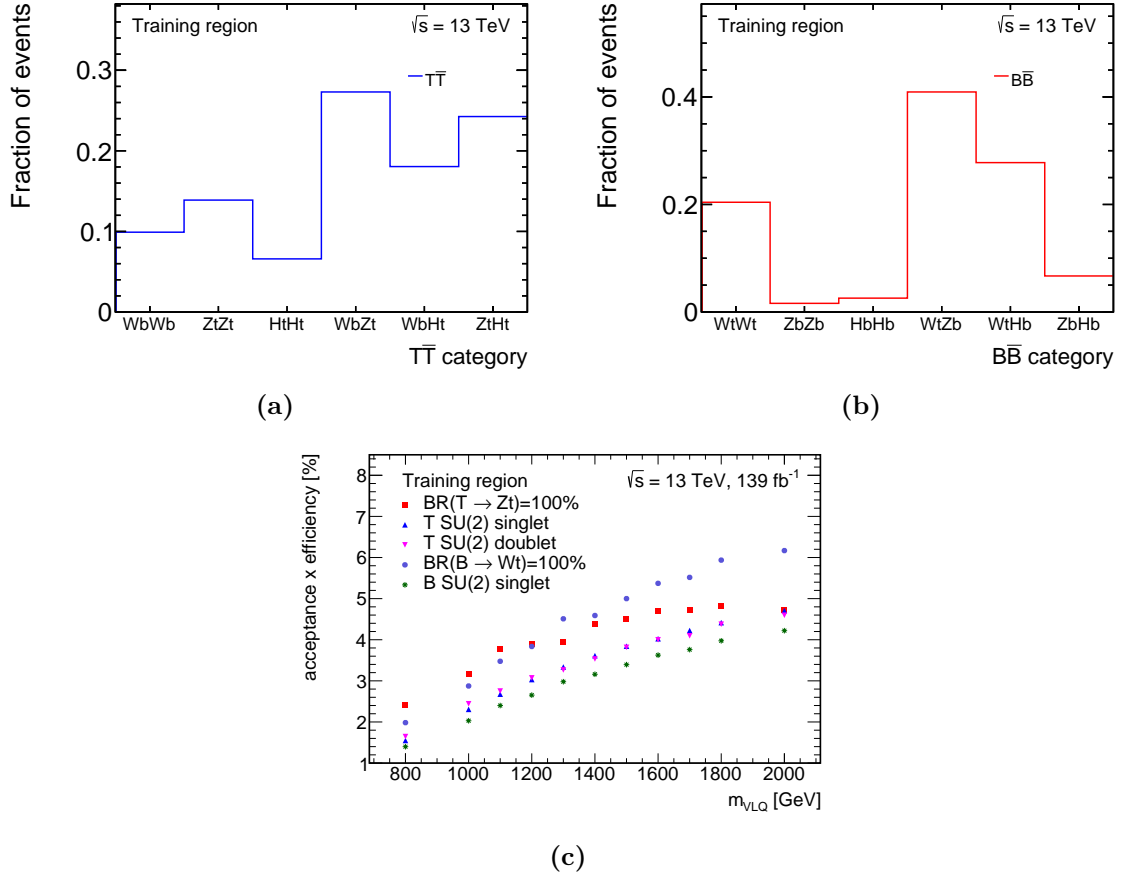 Training region
√s = 13 TeV
TT̅
Fraction of events
0.3
0.2
0.1
0
WbWb ZtZt HtHt WbZt WbHt ZtHt
TT̅ category
(a)
Training region
√s = 13 TeV
BB̅
Fraction of events
0.4
0.2
0
WtWt ZbZb HbHb WtZb WtHb ZbHb
BB̅ category
(b)
acceptance x efficiency [%]
Training region
√s = 13 TeV, 139 fb⁻¹
BR(T → Zt)=100%
T SU(2) singlet
T SU(2) doublet
BR(B → Wt)=100%
B SU(2) singlet
8
7
6
5
4
3
2
1
800 1000 1200 1400 1600 1800 2000
m_VLQ [GeV]
(c)